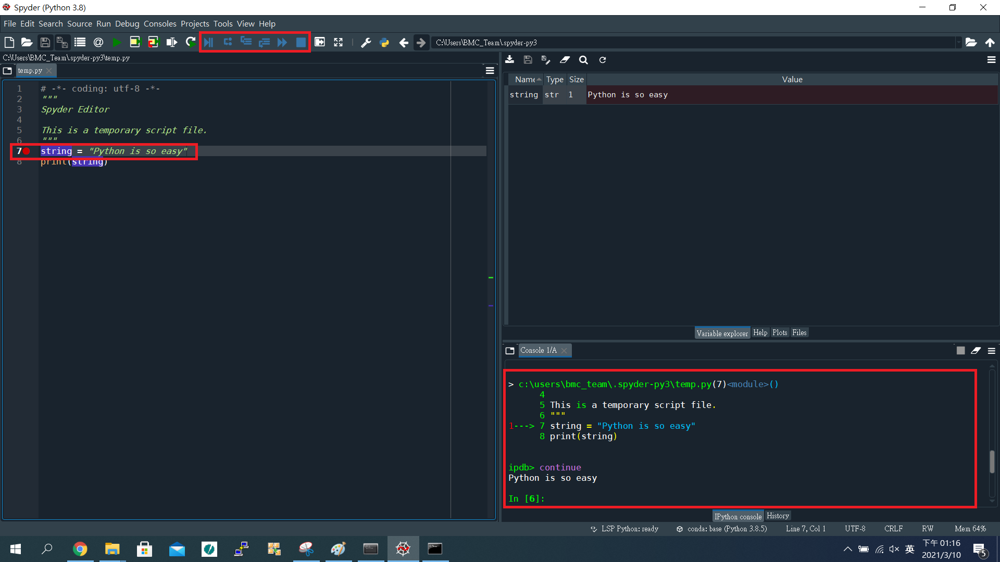 Spyder (Python 3.8)
File Edit Search Source Run Debug Consoles Projects Tools View Help
C:\Users\BMC_Team\.spyder-py3
C:\Users\BMC_Team\.spyder-py3\temp.py
temp.py
1 # -*- coding: utf-8 -*-
2 """
3 Spyder Editor
4
5 This is a temporary script file.
6 """
7 string = "Python is so easy"
8 print(string)
Name Type Size Value
string str 1 Python is so easy
Variable explorer Help Plots Files
Console 1/A
> c:\users\bmc_team\.spyder-py3\temp.py(7)<module>()
4
5 This is a temporary script file.
6 """
1---> 7 string = "Python is so easy"
8 print(string)
ipdb> continue
Python is so easy
In [6]:
IPython console History
LSP Python: ready conda: base (Python 3.8.5) Line 7, Col 1 UTF-8 CRLF RW Mem 64%
英
下午 01:16
2021/3/10
5